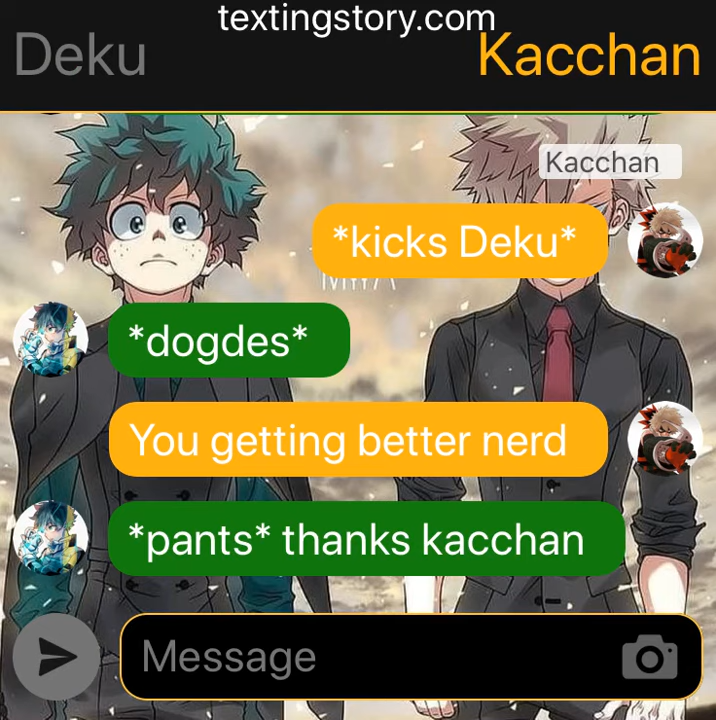 textingstory.com
Deku
Kacchan
Kacchan
*kicks Deku*
*dogdes*
You getting better nerd
*pants* thanks kacchan
Message